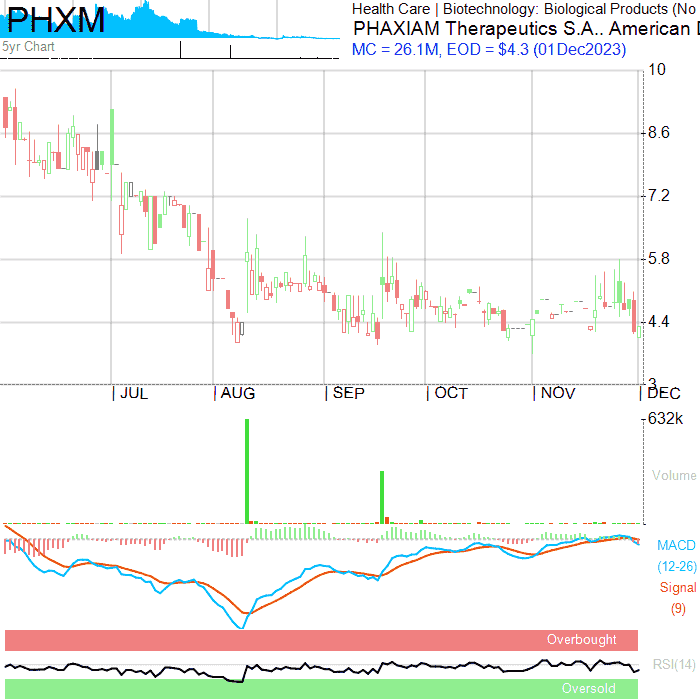 PHXM
5yr Chart
Health Care | Biotechnology: Biological Products (No
PHAXIAM Therapeutics S.A.. American D
MC = 26.1M, EOD = $4.3 (01Dec2023)
10
8.6
7.2
5.8
4.4
3
JUL AUG SEP OCT NOV DEC
632k
Volume
MACD
(12-26)
Signal
(9)
Overbought
RSI(14)
Oversold